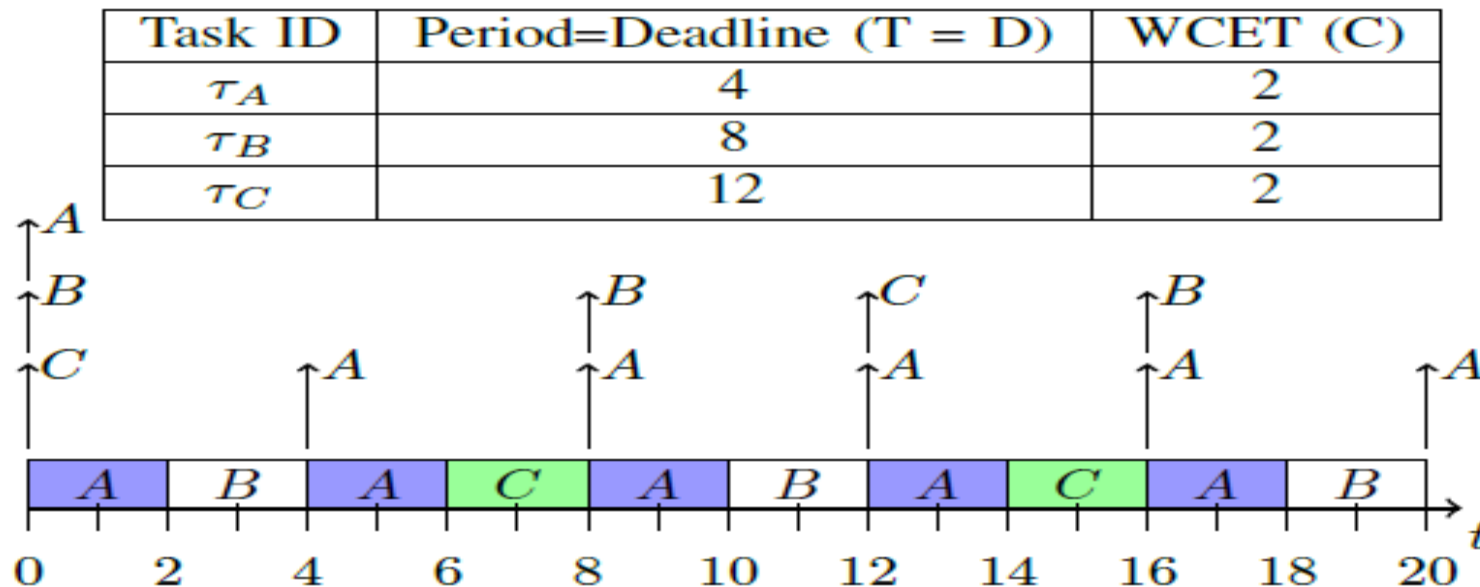 Task ID Period=Deadline (T = D) WCET (C)
τA 4 2
τB 8 2
τC 12 2
A
B B C B
C A A A A A
A B A C A B A C A B
t
0 2 4 6 8 10 12 14 16 18 20